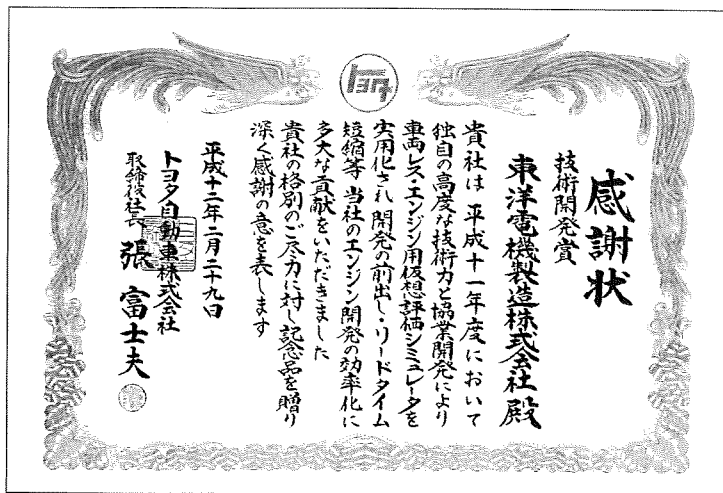 トヨタ
感謝状
技術開発賞
東洋電機製造株式会社 殿
貴社は 平成十一年度において
独自の高度な技術力と協業開発により
車両レス・エンジン用仮想評価シミュレータを
実用化され 開発の前出し・リードタイム
短縮等 当社のエンジン開発の効率化に
多大な貢献をいただきました
貴社の格別のご尽力に対し 記念品を贈り
深く感謝の意を表します
平成十二年二月二十九日
トヨタ自動車株式会社
取締役社長 張 富士夫